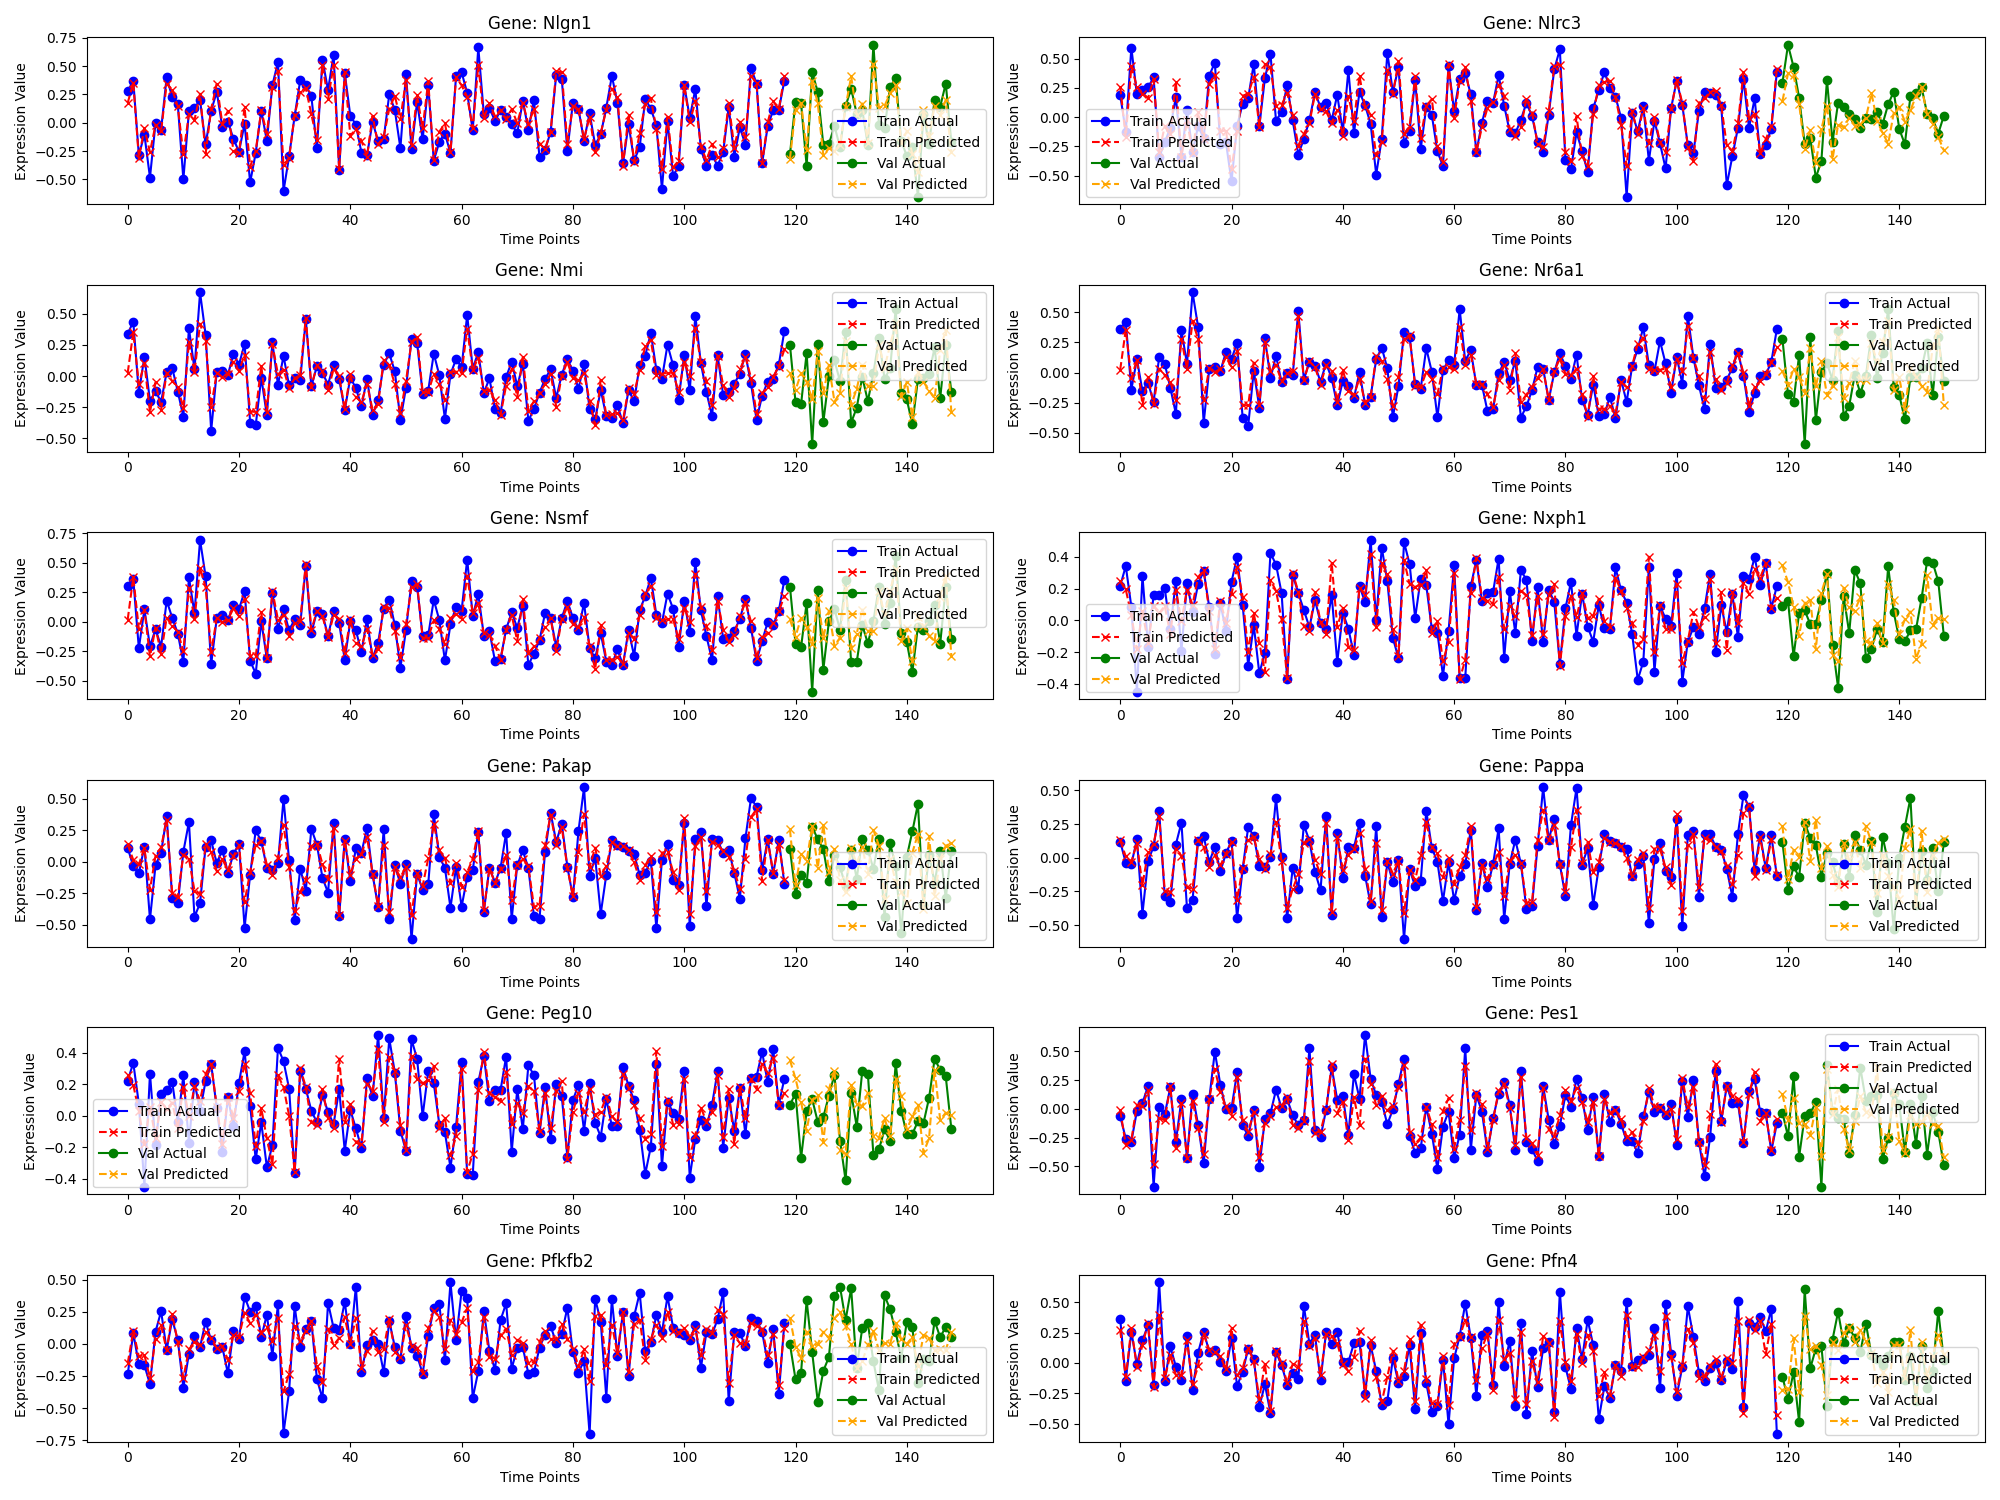 Gene: Nlgn1
Expression Value
0.75
0.50
0.25
0.00
−0.25
−0.50
Train Actual
Train Predicted
Val Actual
Val Predicted
0 20 40 60 80 100 120 140
Time Points
Gene: Nlrc3
Expression Value
0.50
0.25
0.00
−0.25
−0.50
Train Actual
Train Predicted
Val Actual
Val Predicted
0 20 40 60 80 100 120 140
Time Points
Gene: Nmi
Expression Value
0.50
0.25
0.00
−0.25
−0.50
Train Actual
Train Predicted
Val Actual
Val Predicted
0 20 40 60 80 100 120 140
Time Points
Gene: Nr6a1
Expression Value
0.50
0.25
0.00
−0.25
−0.50
Train Actual
Train Predicted
Val Actual
Val Predicted
0 20 40 60 80 100 120 140
Time Points
Gene: Nsmf
Expression Value
0.75
0.50
0.25
0.00
−0.25
−0.50
Train Actual
Train Predicted
Val Actual
Val Predicted
0 20 40 60 80 100 120 140
Time Points
Gene: Nxph1
Expression Value
0.4
0.2
0.0
−0.2
−0.4
Train Actual
Train Predicted
Val Actual
Val Predicted
0 20 40 60 80 100 120 140
Time Points
Gene: Pakap
Expression Value
0.50
0.25
0.00
−0.25
−0.50
Train Actual
Train Predicted
Val Actual
Val Predicted
0 20 40 60 80 100 120 140
Time Points
Gene: Pappa
Expression Value
0.50
0.25
0.00
−0.25
−0.50
Train Actual
Train Predicted
Val Actual
Val Predicted
0 20 40 60 80 100 120 140
Time Points
Gene: Peg10
Expression Value
0.4
0.2
0.0
−0.2
−0.4
Train Actual
Train Predicted
Val Actual
Val Predicted
0 20 40 60 80 100 120 140
Time Points
Gene: Pes1
Expression Value
0.50
0.25
0.00
−0.25
−0.50
Train Actual
Train Predicted
Val Actual
Val Predicted
0 20 40 60 80 100 120 140
Time Points
Gene: Pfkfb2
Expression Value
0.50
0.25
0.00
−0.25
−0.50
−0.75
Train Actual
Train Predicted
Val Actual
Val Predicted
0 20 40 60 80 100 120 140
Time Points
Gene: Pfn4
Expression Value
0.50
0.25
0.00
−0.25
−0.50
Train Actual
Train Predicted
Val Actual
Val Predicted
0 20 40 60 80 100 120 140
Time Points